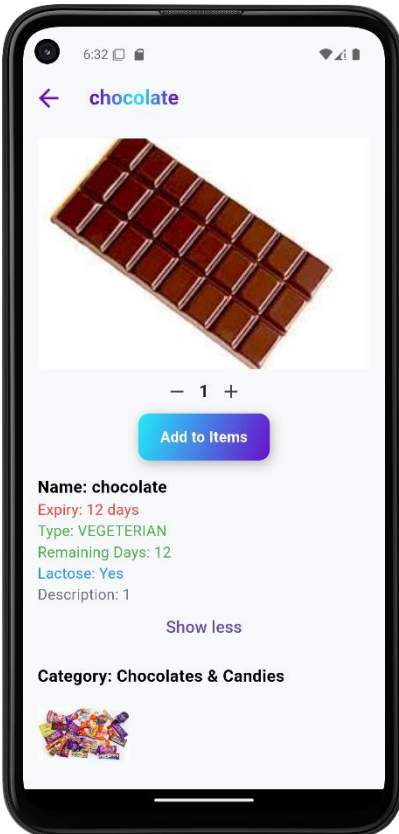 6:32
chocolate
− 1 +
Add to Items
Name: chocolate
Expiry: 12 days
Type: VEGETERIAN
Remaining Days: 12
Lactose: Yes
Description: 1
Show less
Category: Chocolates & Candies